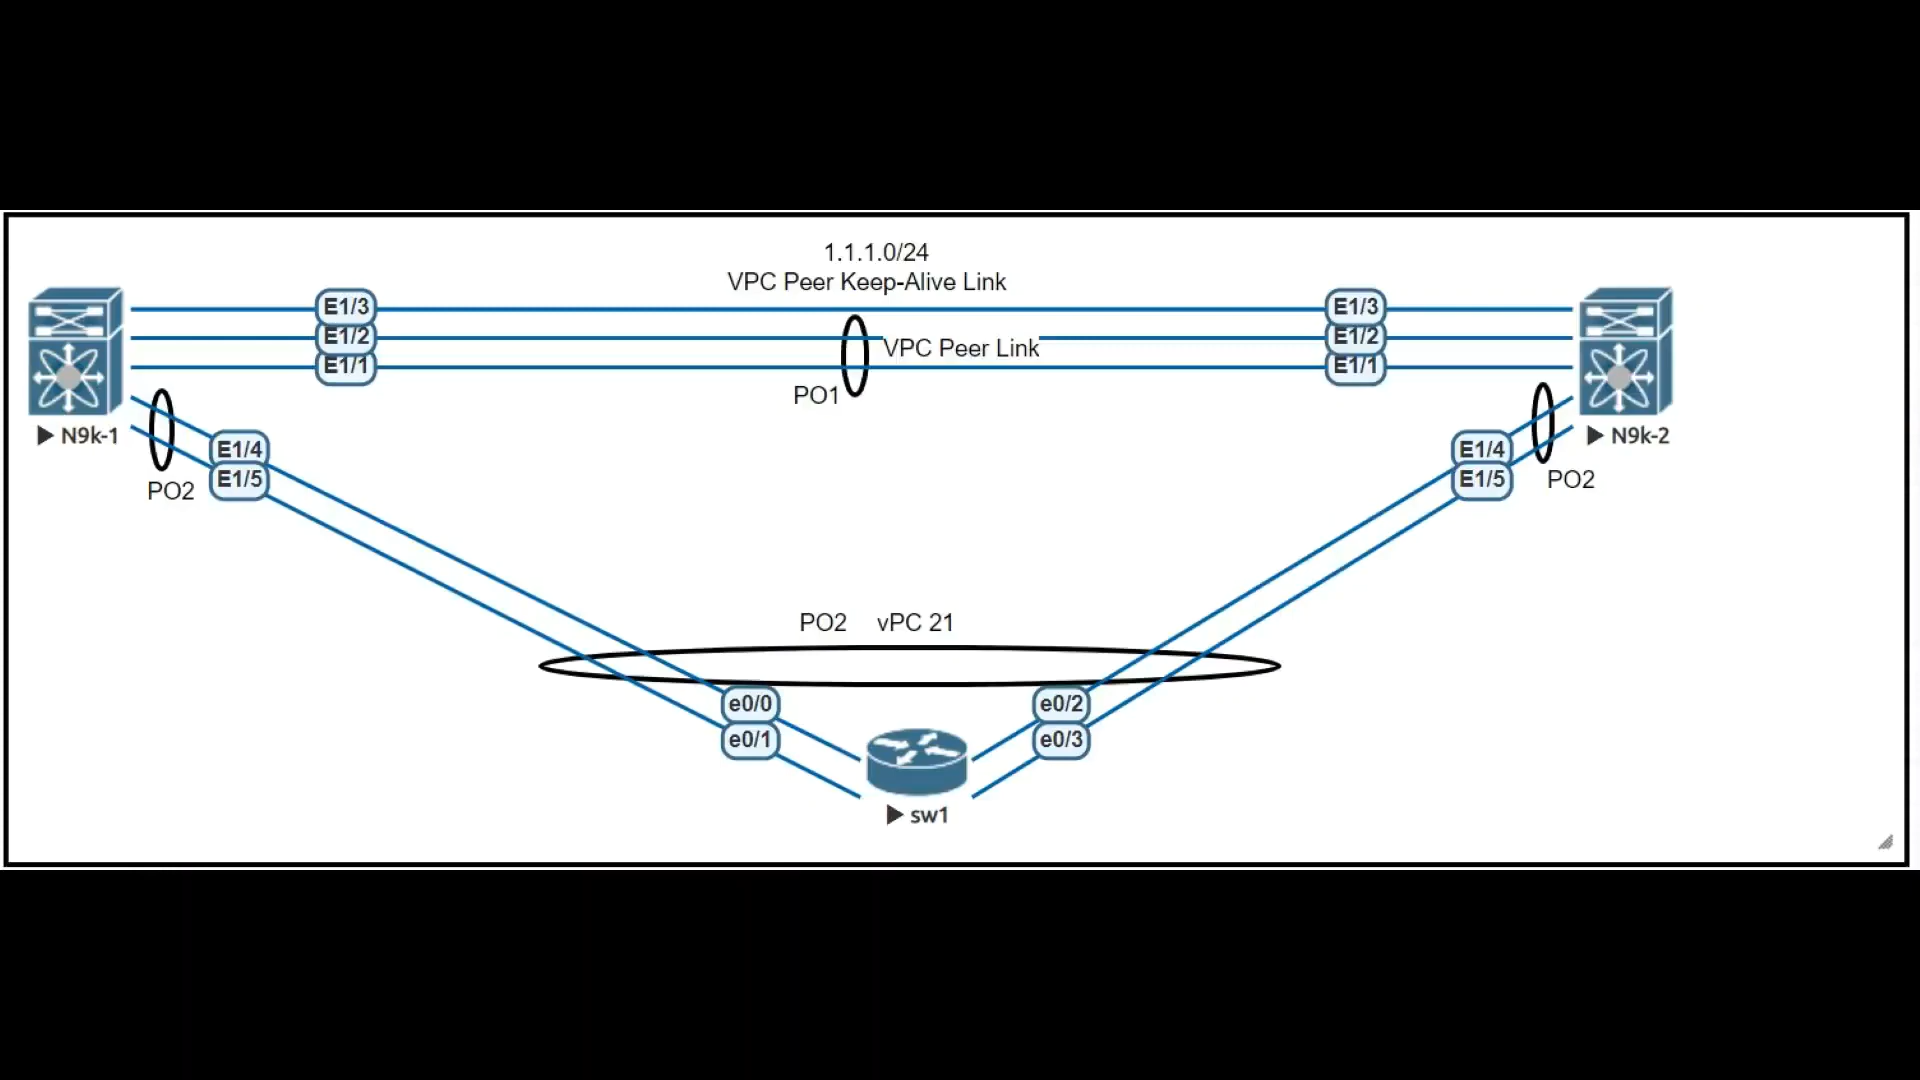 1.1.1.0/24
VPC Peer Keep-Alive Link
E1/3
E1/3
E1/2
E1/2
VPC Peer Link
E1/1
E1/1
PO1
N9k-1
N9k-2
E1/4
E1/4
E1/5
E1/5
PO2
PO2
PO2 vPC 21
e0/0
e0/2
e0/1
e0/3
sw1